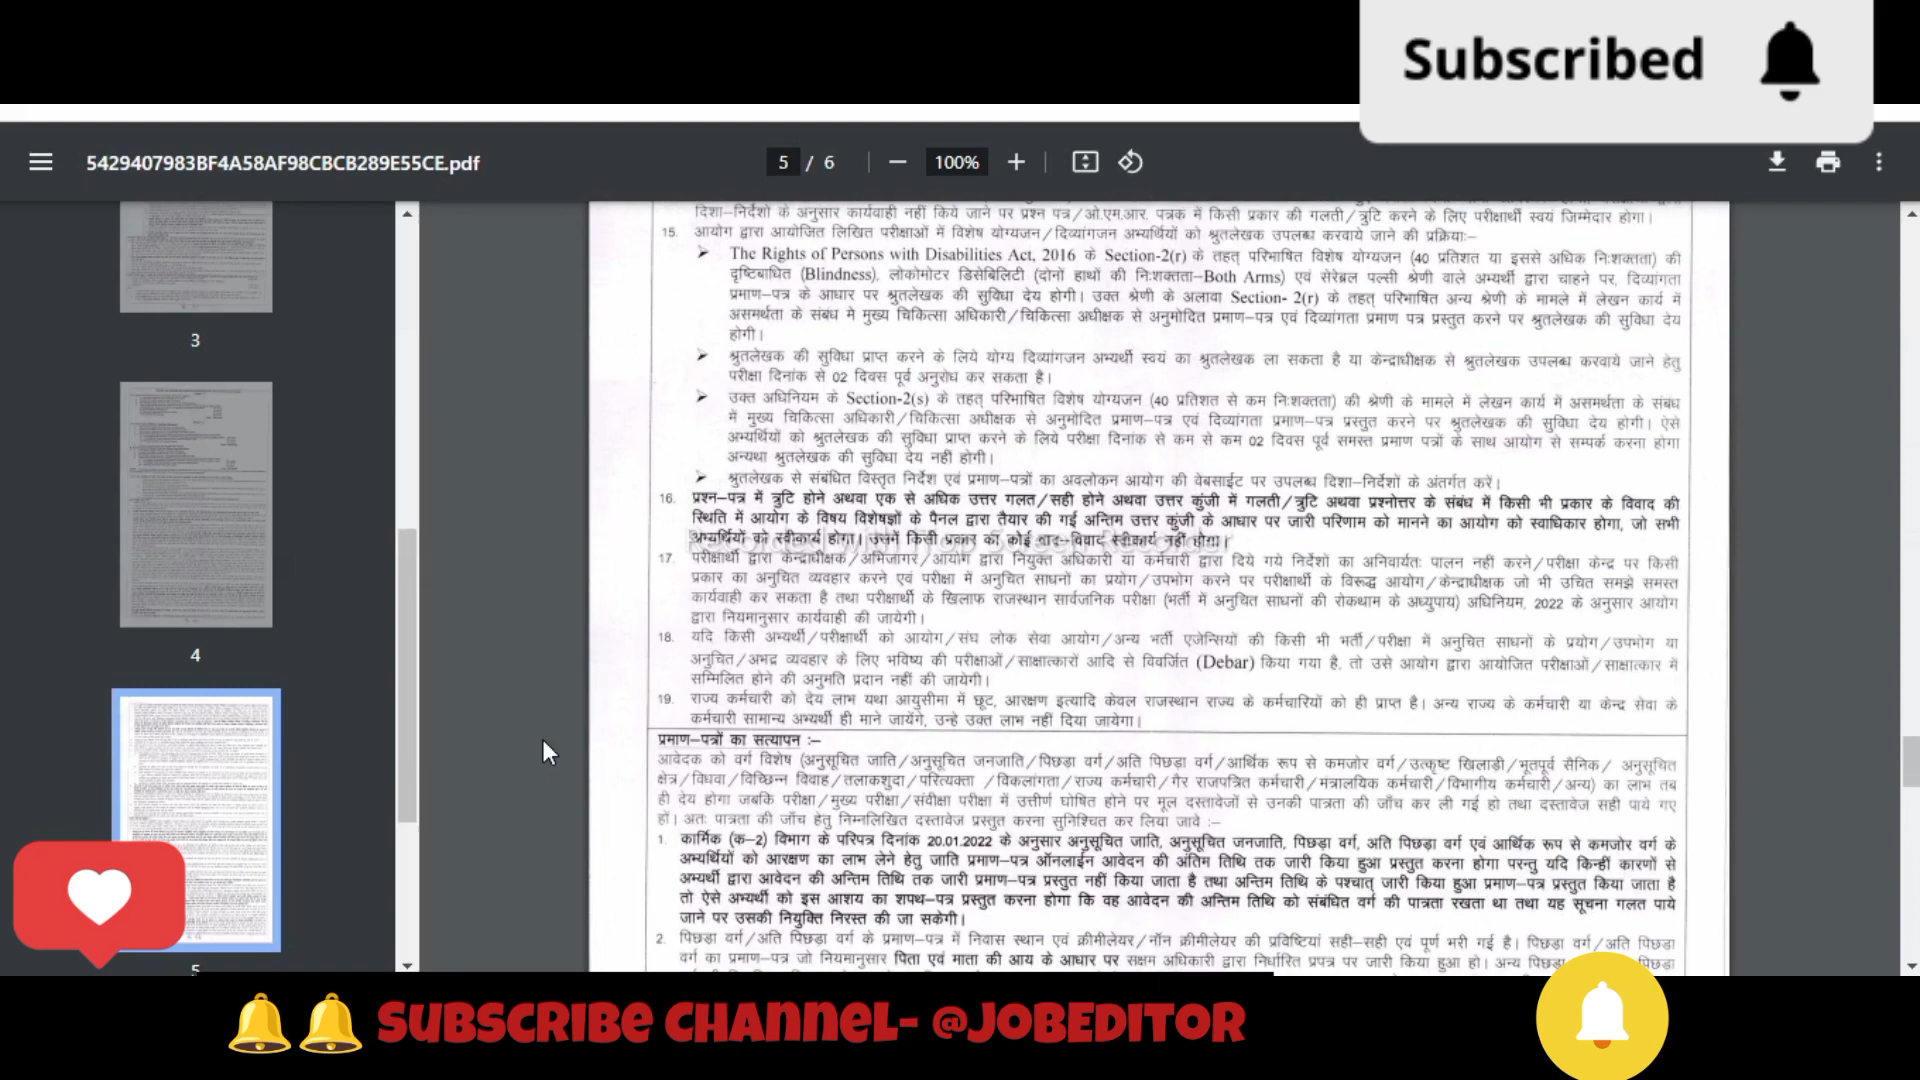 Subscribed
5429407983BF4A58AF98CBCB289E55CE.pdf
5 / 6
100%
3
4
5
दिशा–निर्देशो के अनुसार कार्यवाही नहीं किये जाने पर प्रश्न पत्र/ओ.एम.आर. पत्रक में किसी प्रकार की गलती/त्रुटि करने के लिए परीक्षार्थी स्वयं जिम्मेदार होगा।
15. आयोग द्वारा आयोजित लिखित परीक्षाओं में विशेष योग्यजन/दिव्यांगजन अभ्यर्थियों को श्रुतलेखक उपलब्ध करवाये जाने की प्रक्रियाः–
➤ The Rights of Persons with Disabilities Act, 2016 के Section-2(r) के तहत् परिभाषित विशेष योग्यजन (40 प्रतिशत या इससे अधिक निःशक्तता) की
दृष्टिबाधित (Blindness), लोकोमोटर डिसेबिलिटी (दोनों हाथों की निःशक्तता–Both Arms) एवं सेरेब्रल पल्सी श्रेणी वाले अभ्यर्थी द्वारा चाहने पर, दिव्यांगता
प्रमाण–पत्र के आधार पर श्रुतलेखक की सुविधा देय होगी। उक्त श्रेणी के अलावा Section- 2(r) के तहत् परिभाषित अन्य श्रेणी के मामले में लेखन कार्य में
असमर्थता के संबंध मे मुख्य चिकित्सा अधिकारी/चिकित्सा अधीक्षक से अनुमोदित प्रमाण–पत्र एवं दिव्यांगता प्रमाण पत्र प्रस्तुत करने पर श्रुतलेखक की सुविधा देय
होगी।
➤ श्रुतलेखक की सुविधा प्राप्त करने के लिये योग्य दिव्यांगजन अभ्यर्थी स्वयं का श्रुतलेखक ला सकता है या केन्द्राधीक्षक से श्रुतलेखक उपलब्ध करवाये जाने हेतु
परीक्षा दिनांक से 02 दिवस पूर्व अनुरोध कर सकता है।
➤ उक्त अधिनियम के Section-2(s) के तहत् परिभाषित विशेष योग्यजन (40 प्रतिशत से कम निःशक्तता) की श्रेणी के मामले में लेखन कार्य में असमर्थता के संबध
में मुख्य चिकित्सा अधिकारी/चिकित्सा अधीक्षक से अनुमोदित प्रमाण–पत्र एवं दिव्यांगता प्रमाण–पत्र प्रस्तुत करने पर श्रुतलेखक की सुविधा देय होगी। ऐसे
अभ्यर्थियों को श्रुतलेखक की सुविधा प्राप्त करने के लिये परीक्षा दिनांक से कम से कम 02 दिवस पूर्व समस्त प्रमाण पत्रों के साथ आयोग से सम्पर्क करना होगा
अन्यथा श्रुतलेखक की सुविधा देय नहीं होगी।
➤ श्रुतलेखक से संबंधित विस्तृत निर्देश एवं प्रमाण–पत्रों का अवलोकन आयोग की वेबसाईट पर उपलब्ध दिशा–निर्देशों के अंतर्गत करें।
16. प्रश्न–पत्र में त्रुटि होने अथवा एक से अधिक उत्तर गलत/सही होने अथवा उत्तर कुंजी में गलती/त्रुटि अथवा प्रश्नोत्तर के संबंध में किसी भी प्रकार के विवाद की
स्थिति में आयोग के विषय विशेषज्ञों के पैनल द्वारा तैयार की गई अन्तिम उत्तर कुंजी के आधार पर जारी परिणाम को मानने का आयोग को स्वाधिकार होगा, जो सभी
अभ्यर्थियों को स्वीकार्य होगा। उसमें किसी प्रकार का कोई वाद–विवाद स्वीकार्य नहीं होगा।
17. परीक्षार्थी द्वारा केन्द्राधीक्षक/अभिजागर/आयोग द्वारा नियुक्त अधिकारी या कर्मचारी द्वारा दिये गये निर्देशों का अनिवार्यतः पालन नहीं करने/परीक्षा केन्द्र पर किसी
प्रकार का अनुचित व्यवहार करने एवं परीक्षा में अनुचित साधनों का प्रयोग/उपभोग करने पर परीक्षार्थी के विरूद्ध आयोग/केन्द्राधीक्षक जो भी उचित समझे समस्त
कार्यवाही कर सकता है तथा परीक्षार्थी के खिलाफ राजस्थान सार्वजनिक परीक्षा (भर्ती में अनुचित साधनों की रोकथाम के अध्युपाय) अधिनियम, 2022 के अनुसार आयोग
द्वारा नियमानुसार कार्यवाही की जायेगी।
18. यदि किसी अभ्यर्थी/परीक्षार्थी को आयोग/संघ लोक सेवा आयोग/अन्य भर्ती एजेन्सियों की किसी भी भर्ती/परीक्षा में अनुचित साधनों के प्रयोग/उपभोग या
अनुचित/अभद्र व्यवहार के लिए भविष्य की परीक्षाओं/साक्षात्कारों आदि से विवर्जित (Debar) किया गया है, तो उसे आयोग द्वारा आयोजित परीक्षाओं/साक्षात्कार में
सम्मिलित होने की अनुमति प्रदान नहीं की जायेगी।
19. राज्य कर्मचारी को देय लाभ यथा आयुसीमा में छूट, आरक्षण इत्यादि केवल राजस्थान राज्य के कर्मचारियों को ही प्राप्त है। अन्य राज्य के कर्मचारी या केन्द्र सेवा के
कर्मचारी सामान्य अभ्यर्थी ही माने जायेंगे, उन्हे उक्त लाभ नहीं दिया जायेगा।
प्रमाण–पत्रों का सत्यापन :–
आवेदक को वर्ग विशेष (अनुसूचित जाति/अनुसूचित जनजाति/पिछड़ा वर्ग/अति पिछड़ा वर्ग/आर्थिक रूप से कमजोर वर्ग/उत्कृष्ट खिलाड़ी/भूतपूर्व सैनिक/ अनुसूचित
क्षेत्र/विधवा/विच्छिन्न विवाह/तलाकशुदा/परित्यक्ता /विकलांगता/राज्य कर्मचारी/गैर राजपत्रित कर्मचारी/मंत्रालयिक कर्मचारी/विभागीय कर्मचारी/अन्य) का लाभ तब
ही देय होगा जबकि परीक्षा/मुख्य परीक्षा/संवीक्षा परीक्षा में उत्तीर्ण घोषित होने पर मूल दस्तावेजों से उनकी पात्रता की जाँच कर ली गई हो तथा दस्तावेज सही पाये गए
हों। अतः पात्रता की जाँच हेतु निम्नलिखित दस्तावेज प्रस्तुत करना सुनिश्चित कर लिया जावे :–
1. कार्मिक (क–2) विभाग के परिपत्र दिनांक 20.01.2022 के अनुसार अनुसूचित जाति, अनुसूचित जनजाति, पिछड़ा वर्ग, अति पिछड़ा वर्ग एवं आर्थिक रूप से कमजोर वर्ग के
अभ्यर्थियों को आरक्षण का लाभ लेने हेतु जाति प्रमाण–पत्र ऑनलाईन आवेदन की अंतिम तिथि तक जारी किया हुआ प्रस्तुत करना होगा परन्तु यदि किन्हीं कारणों से
अभ्यर्थी द्वारा आवेदन की अन्तिम तिथि तक जारी प्रमाण–पत्र प्रस्तुत नहीं किया जाता है तथा अन्तिम तिथि के पश्चात् जारी किया हुआ प्रमाण–पत्र प्रस्तुत किया जाता है
तो ऐसे अभ्यर्थी को इस आशय का शपथ–पत्र प्रस्तुत करना होगा कि वह आवेदन की अन्तिम तिथि को संबंधित वर्ग की पात्रता रखता था तथा यह सूचना गलत पाये
जाने पर उसकी नियुक्ति निरस्त की जा सकेगी।
2. पिछड़ा वर्ग/अति पिछड़ा वर्ग के प्रमाण–पत्र में निवास स्थान एवं क्रीमीलेयर/नॉन क्रीमीलेयर की प्रविष्टियां सही–सही एवं पूर्ण भरी गई है। पिछड़ा वर्ग/अति पिछडा
वर्ग का प्रमाण–पत्र जो नियमानुसार पिता एवं माता की आय के आधार पर सक्षम अधिकारी द्वारा निर्धारित प्रपत्र पर जारी किया हुआ हो। अन्य पिछड़ा पिछड़ा
SUBSCRIBE CHANNEL- @JOBEDITOR